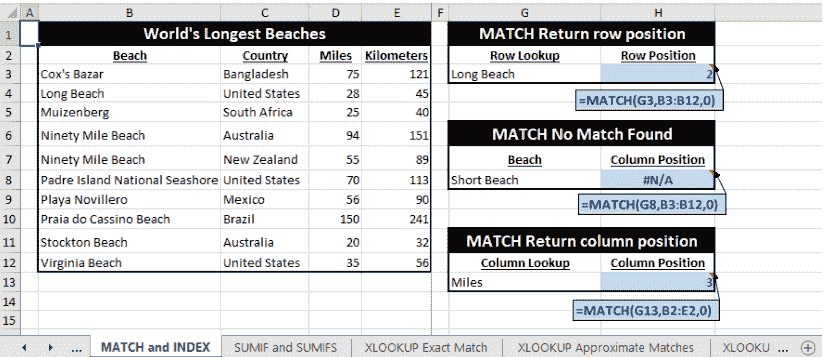 A B C D E F G H
1 World's Longest Beaches MATCH Return row position
2 Beach Country Miles Kilometers Row Lookup Row Position
3 Cox's Bazar Bangladesh 75 121 Long Beach 2
4 Long Beach United States 28 45 =MATCH(G3,B3:B12,0)
5 Muizenberg South Africa 25 40
6 Ninety Mile Beach Australia 94 151 MATCH No Match Found
7 Ninety Mile Beach New Zealand 55 89 Beach Column Position
8 Padre Island National Seashore United States 70 113 Short Beach #N/A
9 Playa Novillero Mexico 56 90 =MATCH(G8,B3:B12,0)
10 Praia do Cassino Beach Brazil 150 241
11 Stockton Beach Australia 20 32 MATCH Return column position
12 Virginia Beach United States 35 56 Column Lookup Column Position
13 Miles 3
14 =MATCH(G13,B2:E2,0)
15
... MATCH and INDEX SUMIF and SUMIFS XLOOKUP Exact Match XLOOKUP Approximate Matches XLOOKU ...